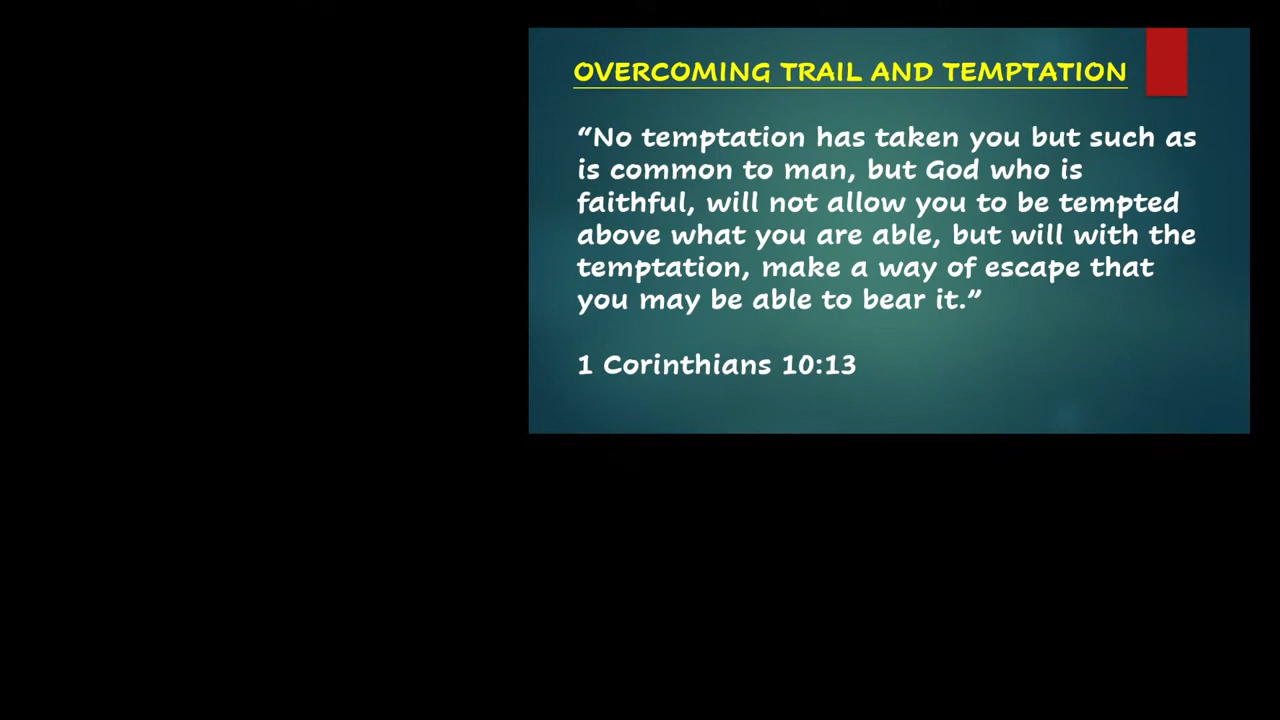 OVERCOMING TRAIL AND TEMPTATION
“No temptation has taken you but such as
is common to man, but God who is
faithful, will not allow you to be tempted
above what you are able, but will with the
temptation, make a way of escape that
you may be able to bear it.”
1 Corinthians 10:13